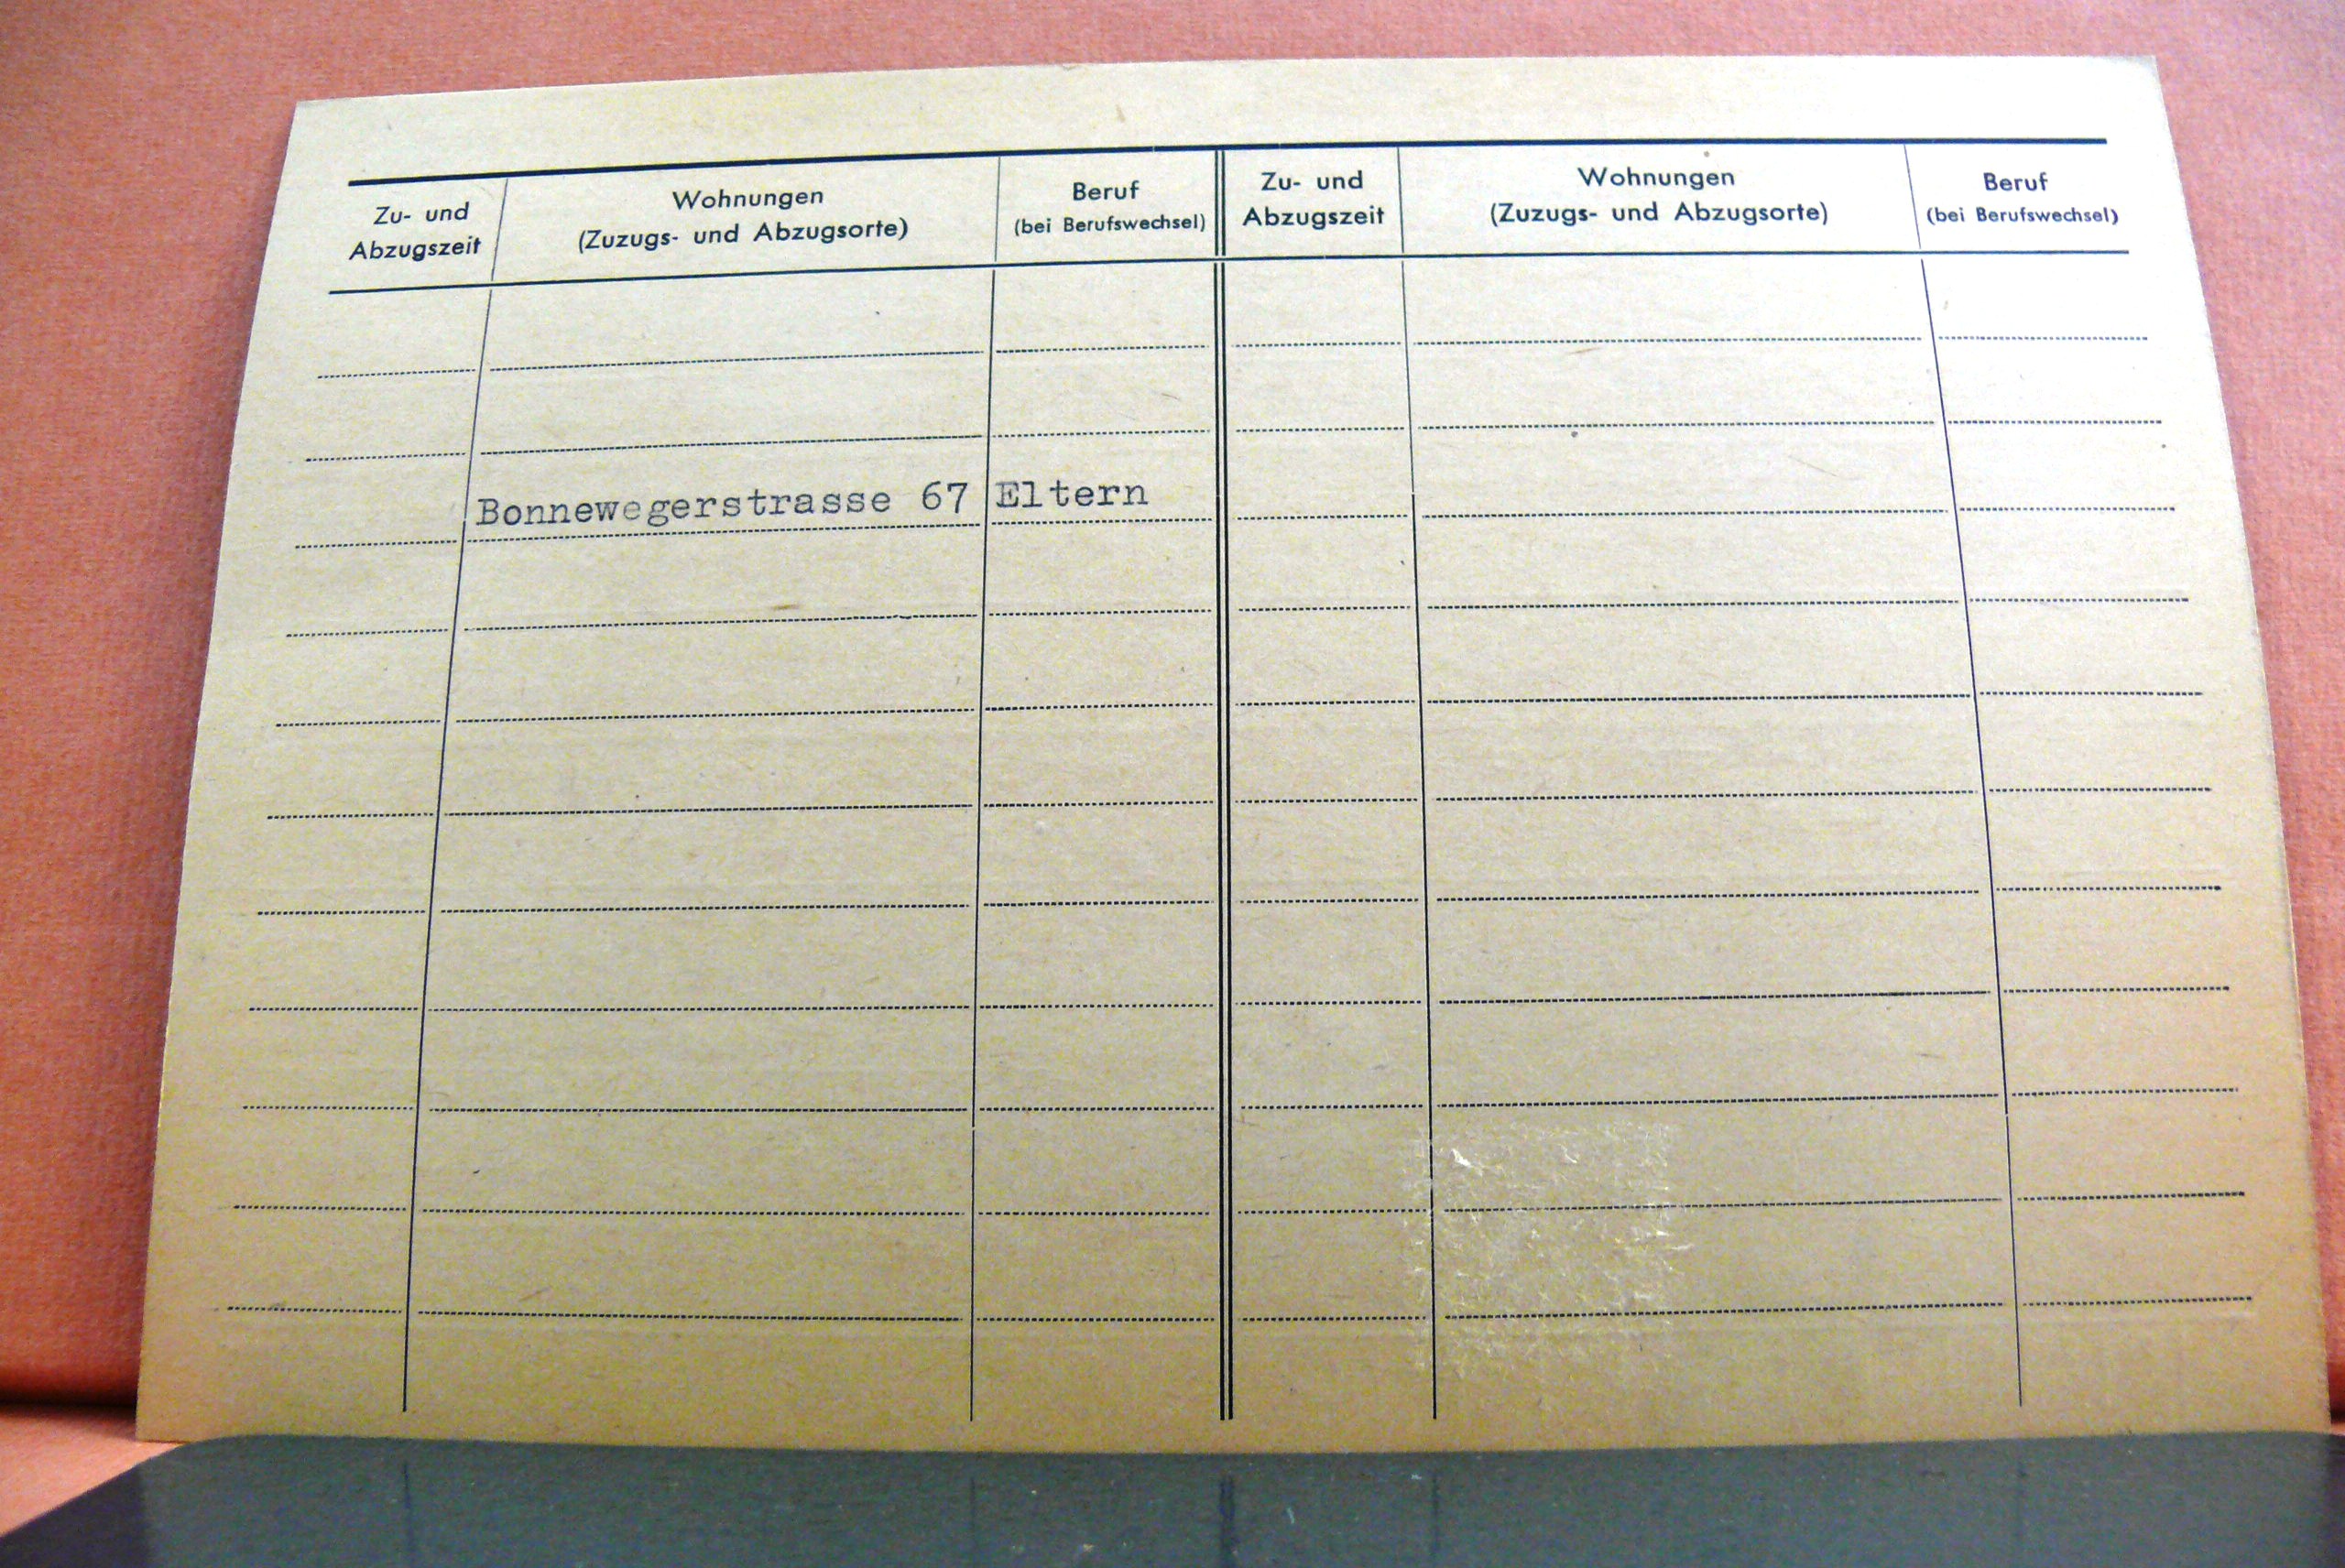 Zu- und
Abzugszeit
Wohnungen
(Zuzugs- und Abzugsorte)
Beruf
(bei Berufswechsel)
Zu- und
Abzugszeit
Wohnungen
(Zuzugs- und Abzugsorte)
Beruf
(bei Berufswechsel)
Bonnewegerstrasse 67 Eltern